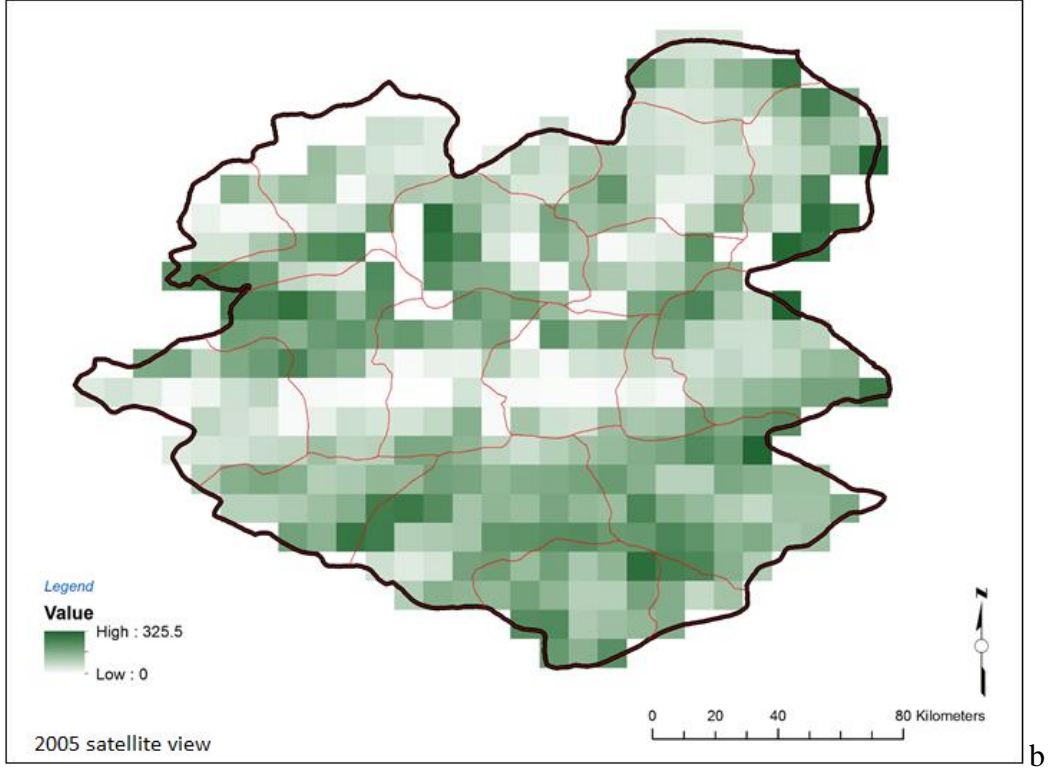 Legend
Value
High : 325.5
Low : 0
2005 satellite view
N
0 20 40 80 Kilometers
b